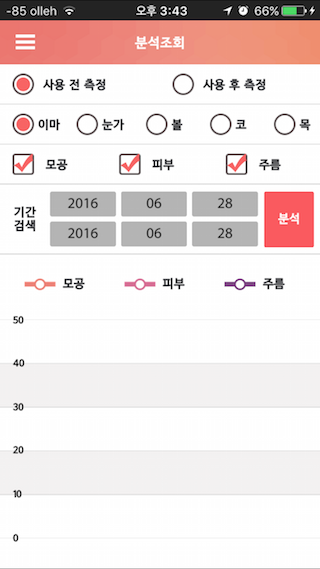 -85 olleh 오후 3:43 66%
분석조회
사용 전 측정 사용 후 측정
이마 눈가 볼 코 목
모공 피부 주름
기간 검색
2016 06 28
2016 06 28
분석
모공 피부 주름
50
40
30
20
10
0